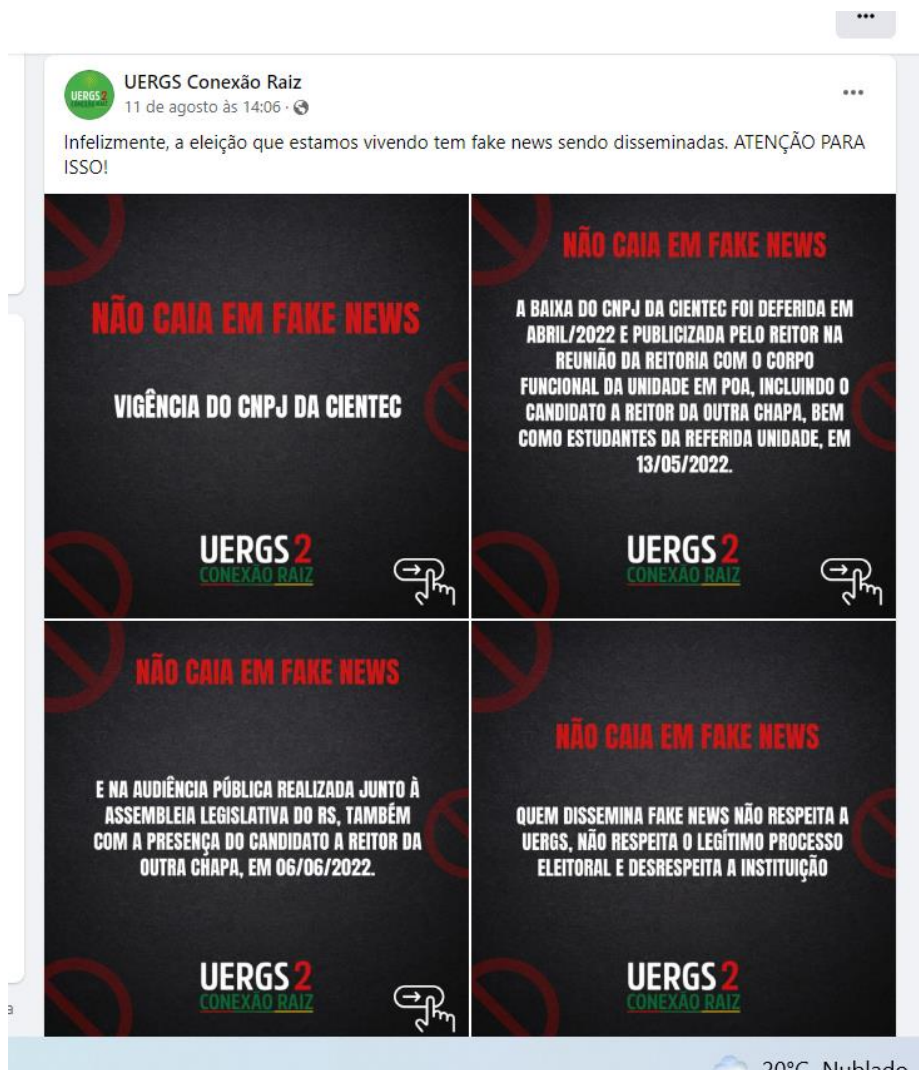 UERGS Conexão Raiz
11 de agosto às 14:06 ·
Infelizmente, a eleição que estamos vivendo tem fake news sendo disseminadas. ATENÇÃO PARA
ISSO!
NÃO CAIA EM FAKE NEWS
VIGÊNCIA DO CNPJ DA CIENTEC
UERGS 2
CONEXÃO RAIZ
NÃO CAIA EM FAKE NEWS
A BAIXA DO CNPJ DA CIENTEC FOI DEFERIDA EM
ABRIL/2022 E PUBLICIZADA PELO REITOR NA
REUNIÃO DA REITORIA COM O CORPO
FUNCIONAL DA UNIDADE EM POA, INCLUINDO O
CANDIDATO A REITOR DA OUTRA CHAPA, BEM
COMO ESTUDANTES DA REFERIDA UNIDADE, EM
13/05/2022.
UERGS 2
CONEXÃO RAIZ
NÃO CAIA EM FAKE NEWS
E NA AUDIÊNCIA PÚBLICA REALIZADA JUNTO À
ASSEMBLEIA LEGISLATIVA DO RS, TAMBÉM
COM A PRESENÇA DO CANDIDATO A REITOR DA
OUTRA CHAPA, EM 06/06/2022.
UERGS 2
CONEXÃO RAIZ
NÃO CAIA EM FAKE NEWS
QUEM DISSEMINA FAKE NEWS NÃO RESPEITA A
UERGS, NÃO RESPEITA O LEGÍTIMO PROCESSO
ELEITORAL E DESRESPEITA A INSTITUIÇÃO
UERGS 2
CONEXÃO RAIZ
20°C Nublado